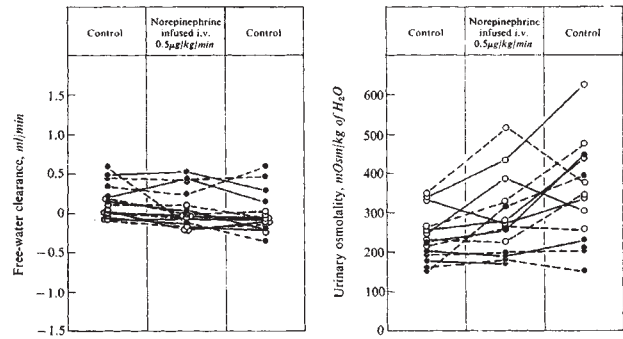 Control
Norepinephrine
infused i.v.
0.5µg/kg/min
Control
Free-water clearance, ml/min
1.5
1.0
0.5
0
−0.5
−1.0
−1.5
Control
Norepinephrine
infused i.v.
0.5µg/kg/min
Control
Urinary osmolality, mOsm/kg of H₂O
600
500
400
300
200
100
0